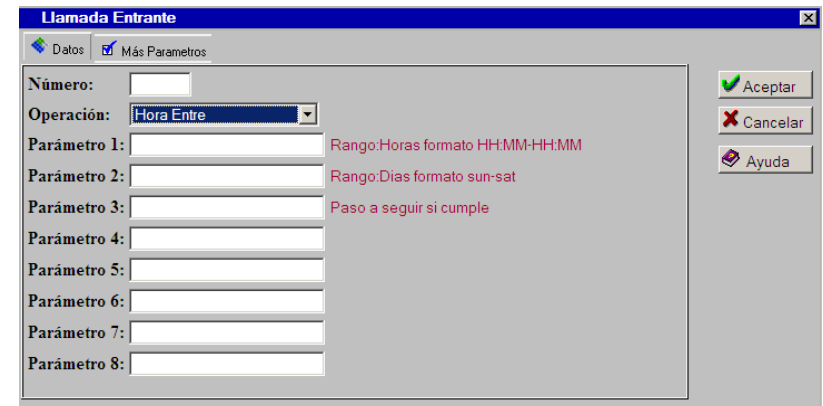 Llamada Entrante
Datos Más Parametros
Número:
Operación: Hora Entre
Parámetro 1: Rango:Horas formato HH:MM-HH:MM
Parámetro 2: Rango:Dias formato sun-sat
Parámetro 3: Paso a seguir si cumple
Parámetro 4:
Parámetro 5:
Parámetro 6:
Parámetro 7:
Parámetro 8:
Aceptar
Cancelar
Ayuda